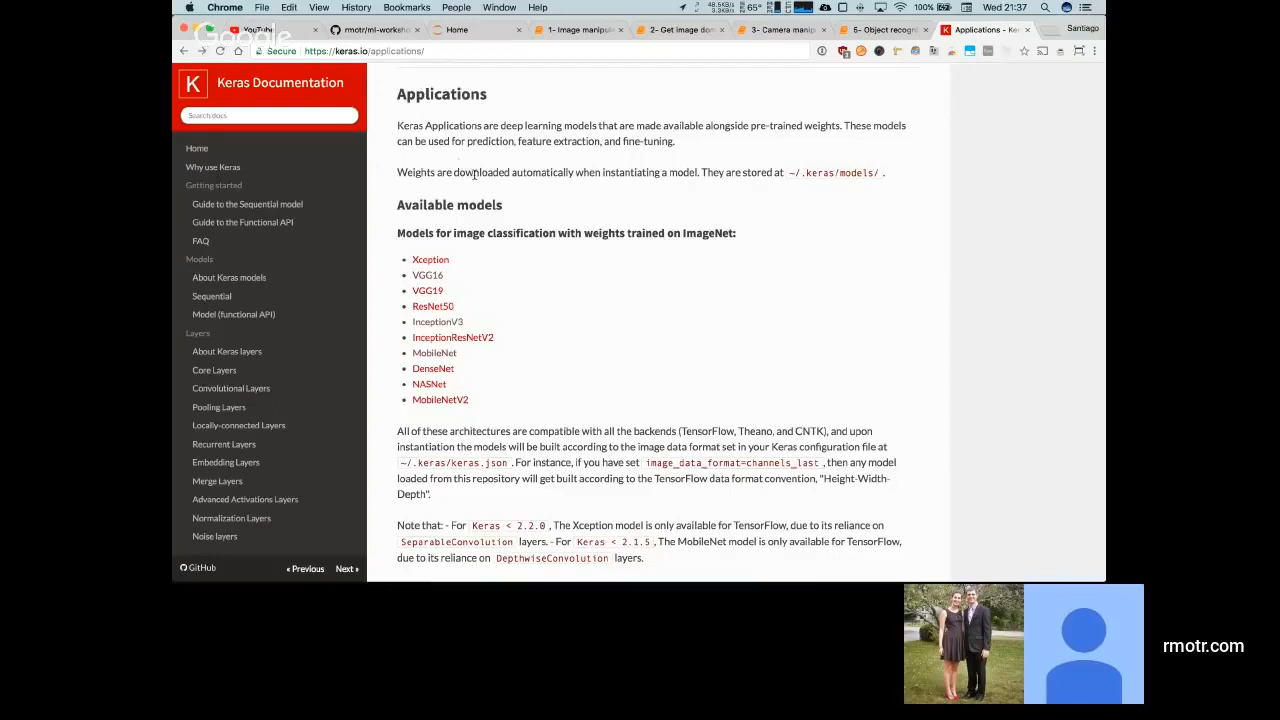 Chrome File Edit View History Bookmarks People Window Help
48.5KB 65° 100% Wed 21:37
YouTube rmotr/ml-worksho Home 1- Image manipul 2- Get image dom 3- Camera manip 5- Object recogni Applications - Ker Santiago
Google
Secure https://keras.io/applications/
K Keras Documentation
Search docs
Home
Why use Keras
Getting started
Guide to the Sequential model
Guide to the Functional API
FAQ
Models
About Keras models
Sequential
Model (functional API)
Layers
About Keras layers
Core Layers
Convolutional Layers
Pooling Layers
Locally-connected Layers
Recurrent Layers
Embedding Layers
Merge Layers
Advanced Activations Layers
Normalization Layers
Noise layers
GitHub « Previous Next »
Applications
Keras Applications are deep learning models that are made available alongside pre-trained weights. These models
can be used for prediction, feature extraction, and fine-tuning.
Weights are downloaded automatically when instantiating a model. They are stored at ~/.keras/models/ .
Available models
Models for image classification with weights trained on ImageNet:
Xception
VGG16
VGG19
ResNet50
InceptionV3
InceptionResNetV2
MobileNet
DenseNet
NASNet
MobileNetV2
All of these architectures are compatible with all the backends (TensorFlow, Theano, and CNTK), and upon
instantiation the models will be built according to the image data format set in your Keras configuration file at
~/.keras/keras.json . For instance, if you have set image_data_format=channels_last , then any model
loaded from this repository will get built according to the TensorFlow data format convention, "Height-Width-
Depth".
Note that: - For Keras < 2.2.0 , The Xception model is only available for TensorFlow, due to its reliance on
SeparableConvolution layers. - For Keras < 2.1.5 , The MobileNet model is only available for TensorFlow,
due to its reliance on DepthwiseConvolution layers.
rmotr.com